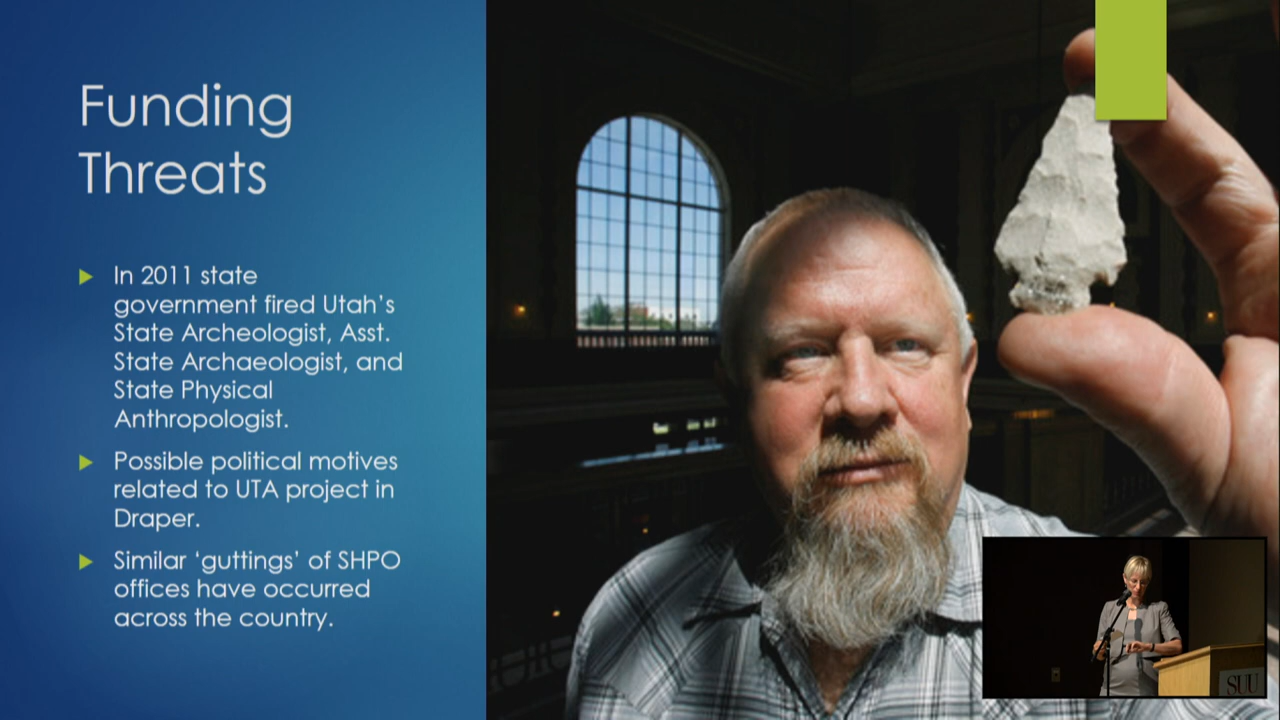 Funding
Threats
In 2011 state
government fired Utah's
State Archeologist, Asst.
State Archaeologist, and
State Physical
Anthropologist.
Possible political motives
related to UTA project in
Draper.
Similar ‘guttings’ of SHPO
offices have occurred
across the country.
SUU